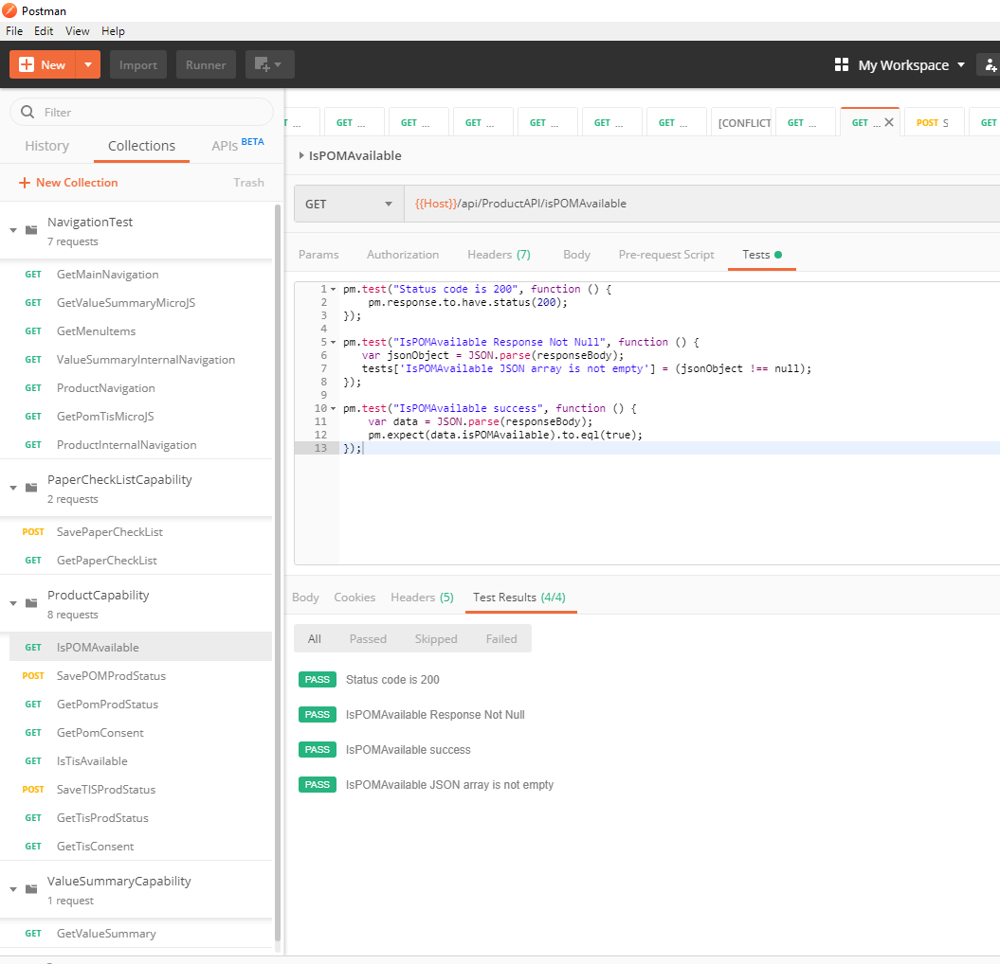 Postman
File Edit View Help
New Import Runner My Workspace
Filter
History Collections APIs BETA
+ New Collection Trash
NavigationTest
7 requests
GET GetMainNavigation
GET GetValueSummaryMicroJS
GET GetMenuItems
GET ValueSummaryInternalNavigation
GET ProductNavigation
GET GetPomTisMicroJS
GET ProductInternalNavigation
PaperCheckListCapability
2 requests
POST SavePaperCheckList
GET GetPaperCheckList
ProductCapability
8 requests
GET IsPOMAvailable
POST SavePOMProdStatus
GET GetPomProdStatus
GET GetPomConsent
GET IsTisAvailable
POST SaveTISProdStatus
GET GetTisProdStatus
GET GetTisConsent
ValueSummaryCapability
1 request
GET GetValueSummary
T ... GET ... GET ... GET ... GET ... GET ... GET ... [CONFLICT GET ... GET ... POST S GET
IsPOMAvailable
GET {{Host}}/api/ProductAPI/isPOMAvailable
Params Authorization Headers (7) Body Pre-request Script Tests
1 pm.test("Status code is 200", function () {
2 pm.response.to.have.status(200);
3 });
4
5 pm.test("IsPOMAvailable Response Not Null", function () {
6 var jsonObject = JSON.parse(responseBody);
7 tests['IsPOMAvailable JSON array is not empty'] = (jsonObject !== null);
8 });
9
10 pm.test("IsPOMAvailable success", function () {
11 var data = JSON.parse(responseBody);
12 pm.expect(data.isPOMAvailable).to.eql(true);
13 });
Body Cookies Headers (5) Test Results (4/4)
All Passed Skipped Failed
PASS Status code is 200
PASS IsPOMAvailable Response Not Null
PASS IsPOMAvailable success
PASS IsPOMAvailable JSON array is not empty